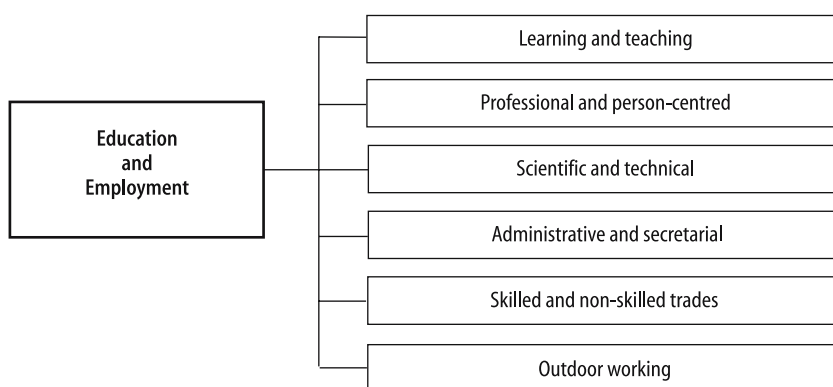 Education
and
Employment
Learning and teaching
Professional and person-centred
Scientific and technical
Administrative and secretarial
Skilled and non-skilled trades
Outdoor working